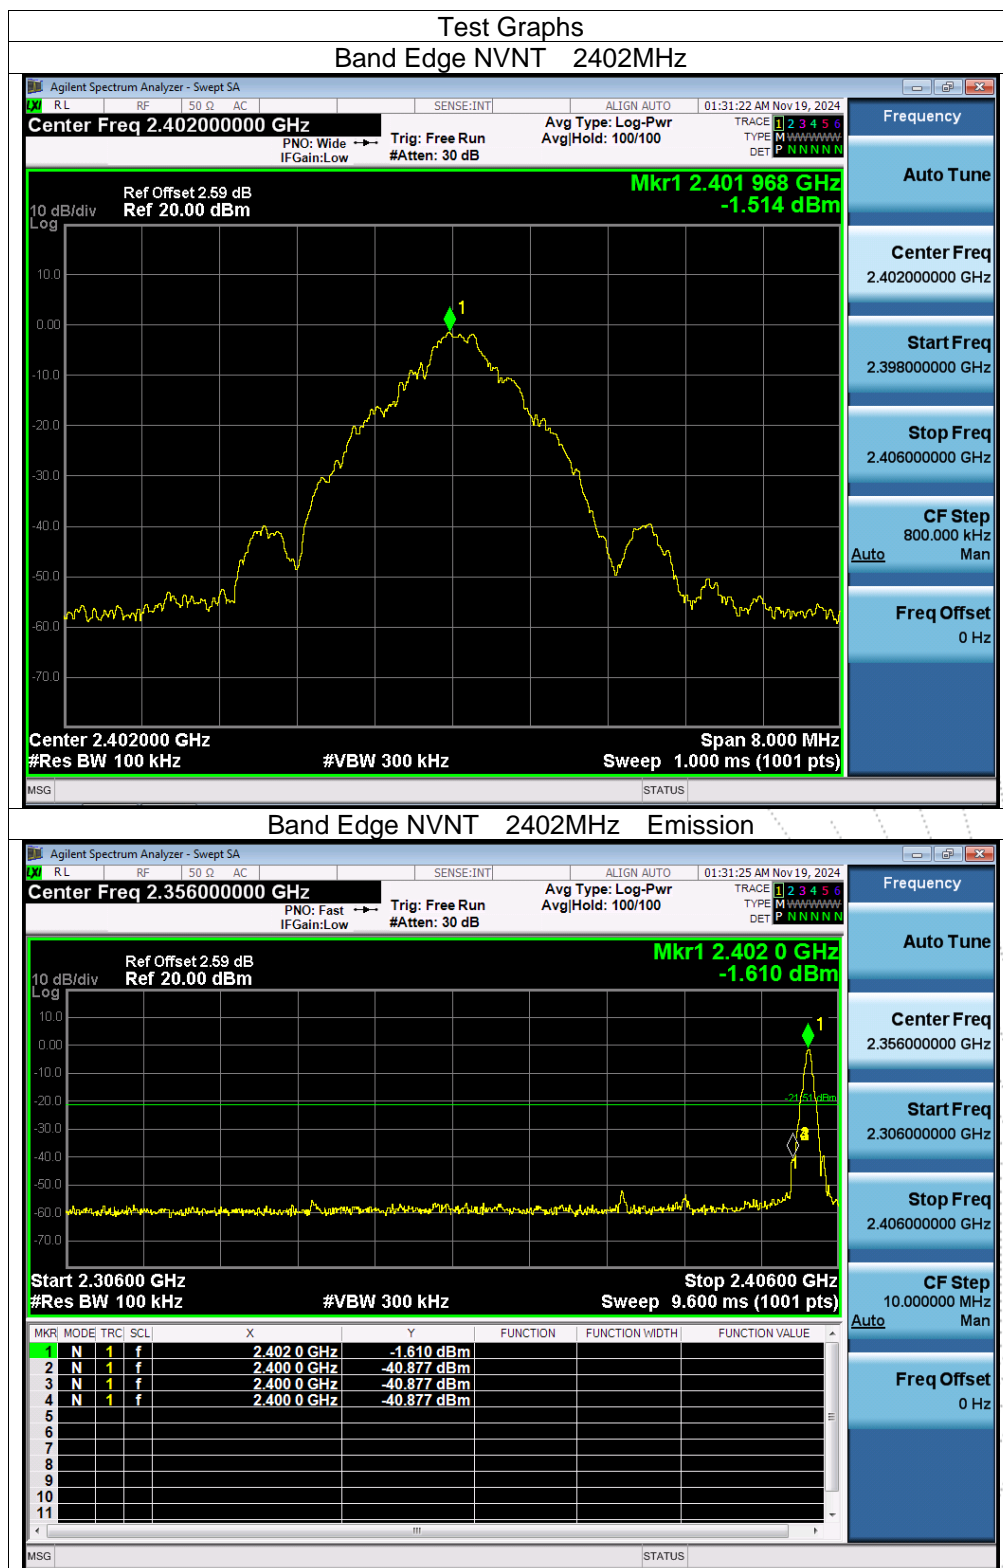 Test Graphs
Band Edge NVNT 2402MHz
Agilent Spectrum Analyzer - Swept SA
LXI RL RF 50 Ω AC SENSE:INT ALIGN AUTO 01:31:22 AM Nov 19, 2024
Center Freq 2.402000000 GHz
PNO: Wide
IFGain:Low
Trig: Free Run
#Atten: 30 dB
Avg Type: Log-Pwr
Avg|Hold: 100/100
TRACE 1 2 3 4 5 6
TYPE M WWWWW
DET P N N N N N
Frequency
Auto Tune
Center Freq
2.402000000 GHz
Start Freq
2.398000000 GHz
Stop Freq
2.406000000 GHz
CF Step
800.000 kHz
Auto Man
Freq Offset
0 Hz
Mkr1 2.401 968 GHz
-1.514 dBm
Ref Offset 2.59 dB
10 dB/div Ref 20.00 dBm
Log
10.0
0.00
-10.0
-20.0
-30.0
-40.0
-50.0
-60.0
-70.0
1
Center 2.402000 GHz Span 8.000 MHz
#Res BW 100 kHz #VBW 300 kHz Sweep 1.000 ms (1001 pts)
MSG STATUS
Band Edge NVNT 2402MHz Emission
Agilent Spectrum Analyzer - Swept SA
LXI RL RF 50 Ω AC SENSE:INT ALIGN AUTO 01:31:25 AM Nov 19, 2024
Center Freq 2.356000000 GHz
PNO: Fast
IFGain:Low
Trig: Free Run
#Atten: 30 dB
Avg Type: Log-Pwr
Avg|Hold: 100/100
TRACE 1 2 3 4 5 6
TYPE M WWWWW
DET P N N N N N
Frequency
Auto Tune
Center Freq
2.356000000 GHz
Start Freq
2.306000000 GHz
Stop Freq
2.406000000 GHz
CF Step
10.000000 MHz
Auto Man
Freq Offset
0 Hz
Mkr1 2.402 0 GHz
-1.610 dBm
Ref Offset 2.59 dB
10 dB/div Ref 20.00 dBm
Log
10.0
0.00
-10.0
-20.0
-30.0
-40.0
-50.0
-60.0
-70.0
1
-21.51 dBm
Start 2.30600 GHz Stop 2.40600 GHz
#Res BW 100 kHz #VBW 300 kHz Sweep 9.600 ms (1001 pts)
MKR MODE TRC SCL X Y FUNCTION FUNCTION WIDTH FUNCTION VALUE
1 N 1 f 2.402 0 GHz -1.610 dBm
2 N 1 f 2.400 0 GHz -40.877 dBm
3 N 1 f 2.400 0 GHz -40.877 dBm
4 N 1 f 2.400 0 GHz -40.877 dBm
5
6
7
8
9
10
11
MSG STATUS